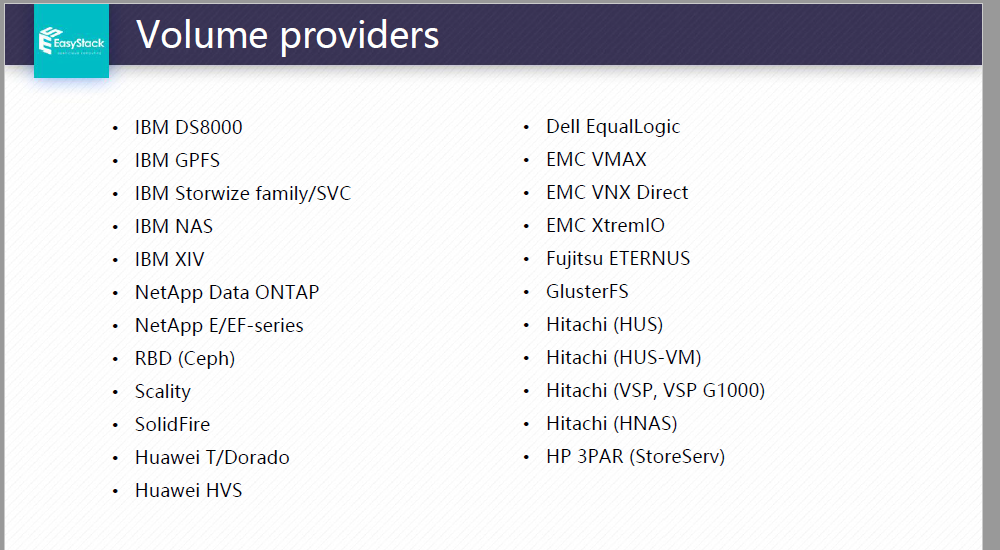 EasyStack
Volume providers
• IBM DS8000
• IBM GPFS
• IBM Storwize family/SVC
• IBM NAS
• IBM XIV
• NetApp Data ONTAP
• NetApp E/EF-series
• RBD (Ceph)
• Scality
• SolidFire
• Huawei T/Dorado
• Huawei HVS
• Dell EqualLogic
• EMC VMAX
• EMC VNX Direct
• EMC XtremIO
• Fujitsu ETERNUS
• GlusterFS
• Hitachi (HUS)
• Hitachi (HUS-VM)
• Hitachi (VSP, VSP G1000)
• Hitachi (HNAS)
• HP 3PAR (StoreServ)